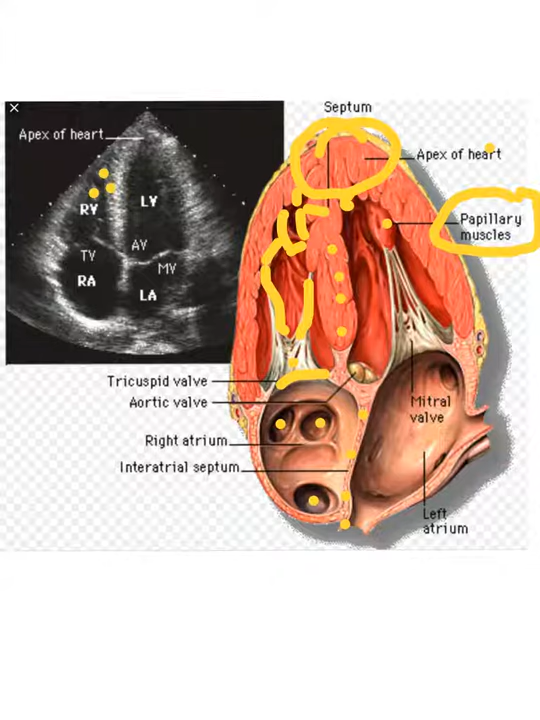 Septum
Apex of heart
Apex of heart
RV
LV
Papillary
muscles
TV
AV
MV
RA
LA
Tricuspid valve
Aortic valve
Mitral
valve
Right atrium
Interatrial septum
Left
atrium